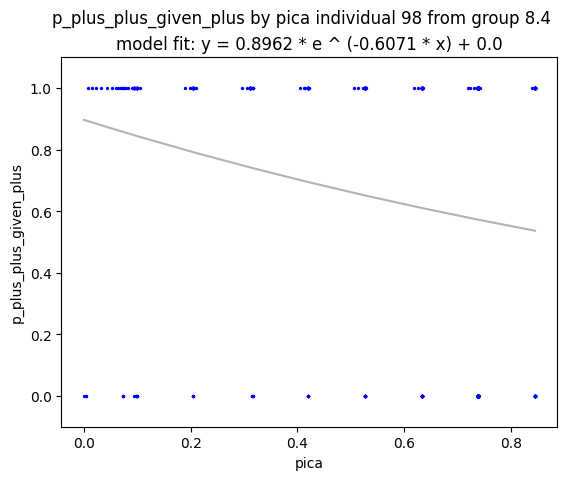 p_plus_plus_given_plus by pica individual 98 from group 8.4
model fit: y = 0.8962 * e ^ (-0.6071 * x) + 0.0
1.0
0.8
0.6
0.4
0.2
0.0
p_plus_plus_given_plus
0.0 0.2 0.4 0.6 0.8
pica